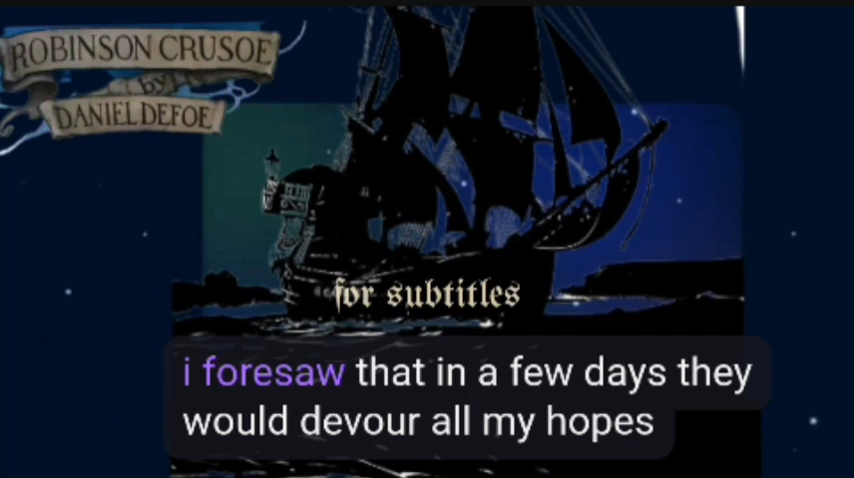 ROBINSON CRUSOE
by
DANIEL DEFOE
for subtitles
i foresaw that in a few days they
would devour all my hopes